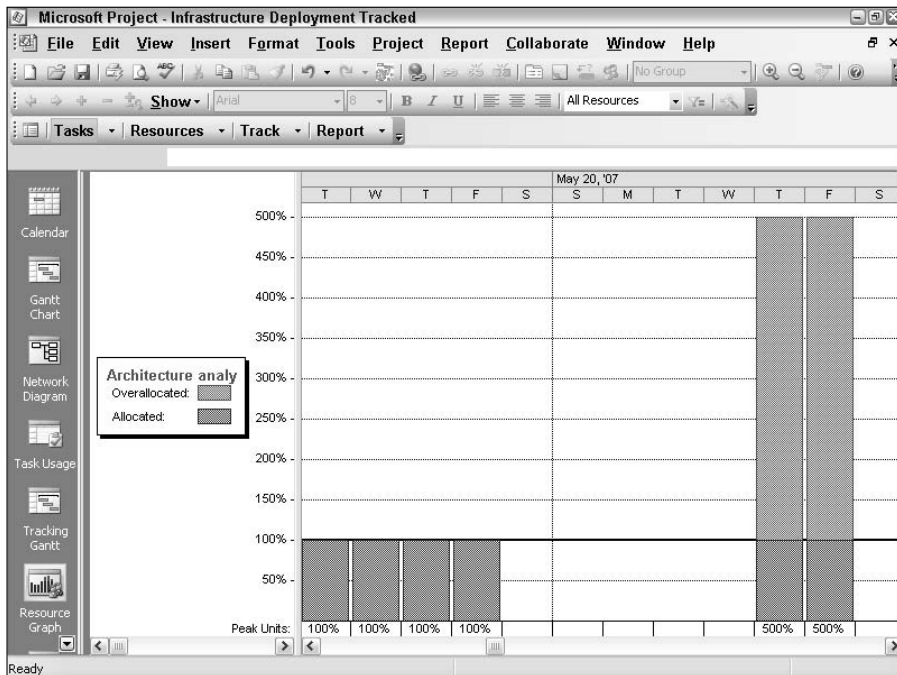 Microsoft Project - Infrastructure Deployment Tracked
File Edit View Insert Format Tools Project Report Collaborate Window Help
No Group
Show Arial 8 B I U All Resources
Tasks Resources Track Report
May 20, '07
T W T F S S M T W T F S
500%
450%
400%
350%
300%
250%
200%
150%
100%
50%
Calendar
Gantt
Chart
Network
Diagram
Task Usage
Tracking
Gantt
Resource
Graph
Architecture analy
Overallocated:
Allocated:
Peak Units: 100% 100% 100% 100% 500% 500%
Ready